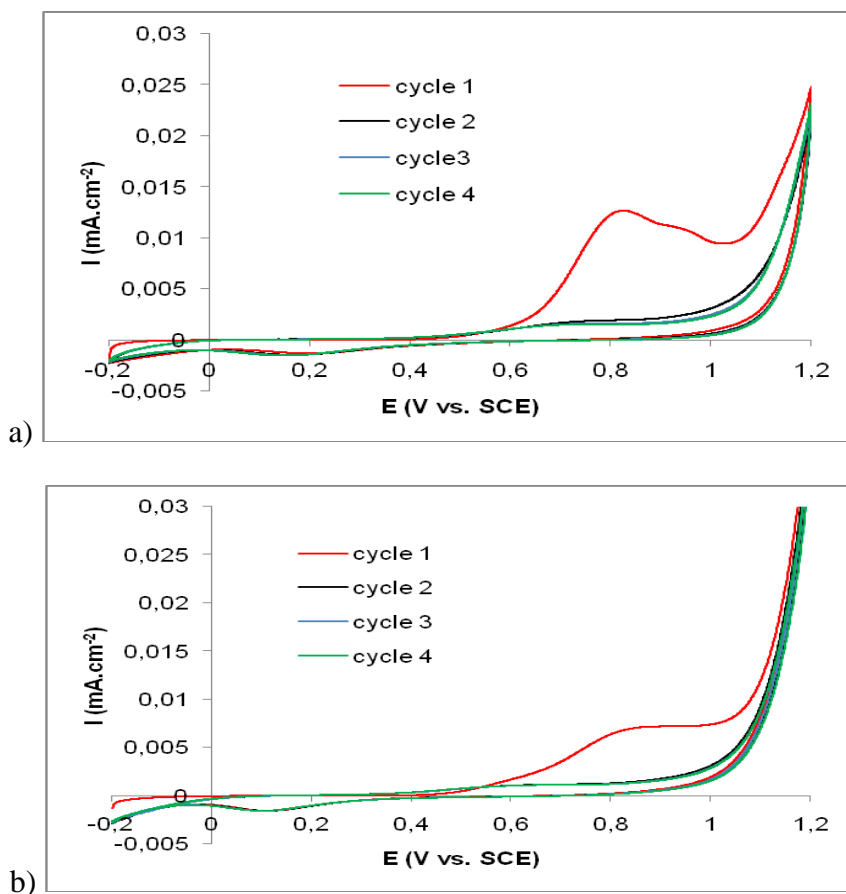 0,03
0,025
0,02
0,015
0,01
0,005
0
-0,005
I (mA.cm-2)
cycle 1
cycle 2
cycle3
cycle 4
-0,2 0 0,2 0,4 0,6 0,8 1 1,2
E (V vs. SCE)
a)
0,03
0,025
0,02
0,015
0,01
0,005
0
-0,005
I (mA.cm-2)
cycle 1
cycle 2
cycle 3
cycle 4
-0,2 0 0,2 0,4 0,6 0,8 1 1,2
E (V vs. SCE)
b)